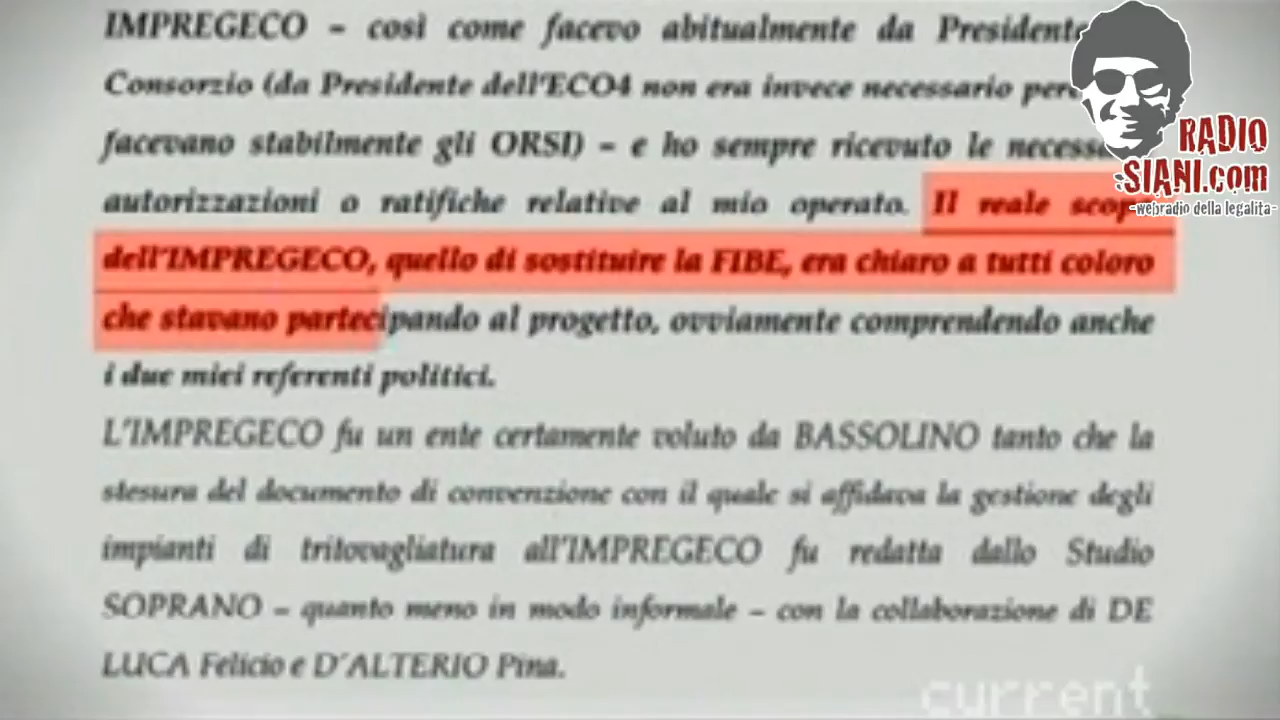 IMPREGECO – così come facevo abitualmente da Presidente
Consorzio (da Presidente dell'ECO4 non era invece necessario
facevano stabilmente gli ORSI) – e ho sempre ricevuto le
autorizzazioni o ratifiche relative al mio operato. Il reale
dell'IMPREGECO, quello di sostituire la FIBE, era chiaro a tutti coloro
che stavano partecipando al progetto, ovviamente comprendendo anche
i due miei referenti politici.
L'IMPREGECO fu un ente certamente voluto da BASSOLINO tanto che la
stesura del documento di convenzione con il quale si affidava la gestione degli
impianti di tritovagliatura all'IMPREGECO fu redatta dallo Studio
SOPRANO – quanto meno in modo informale – con la collaborazione di DE
LUCA Felicio e D'ALTERIO Pina.
RADIO
SIANI.com
-webradio della legalita-
current